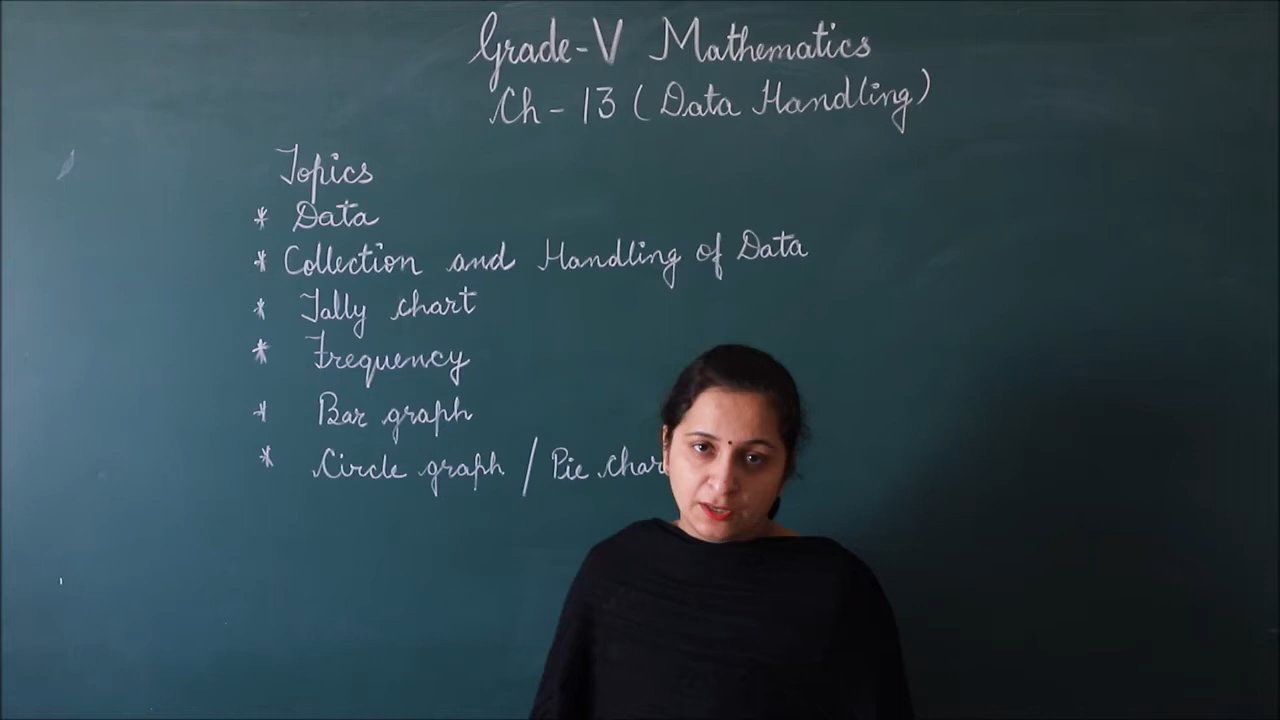 Grade-V Mathematics
Ch-13 (Data Handling)
Topics
* Data
* Collection and Handling of Data
* Tally chart
* Frequency
* Bar graph
* Circle graph / Pie char